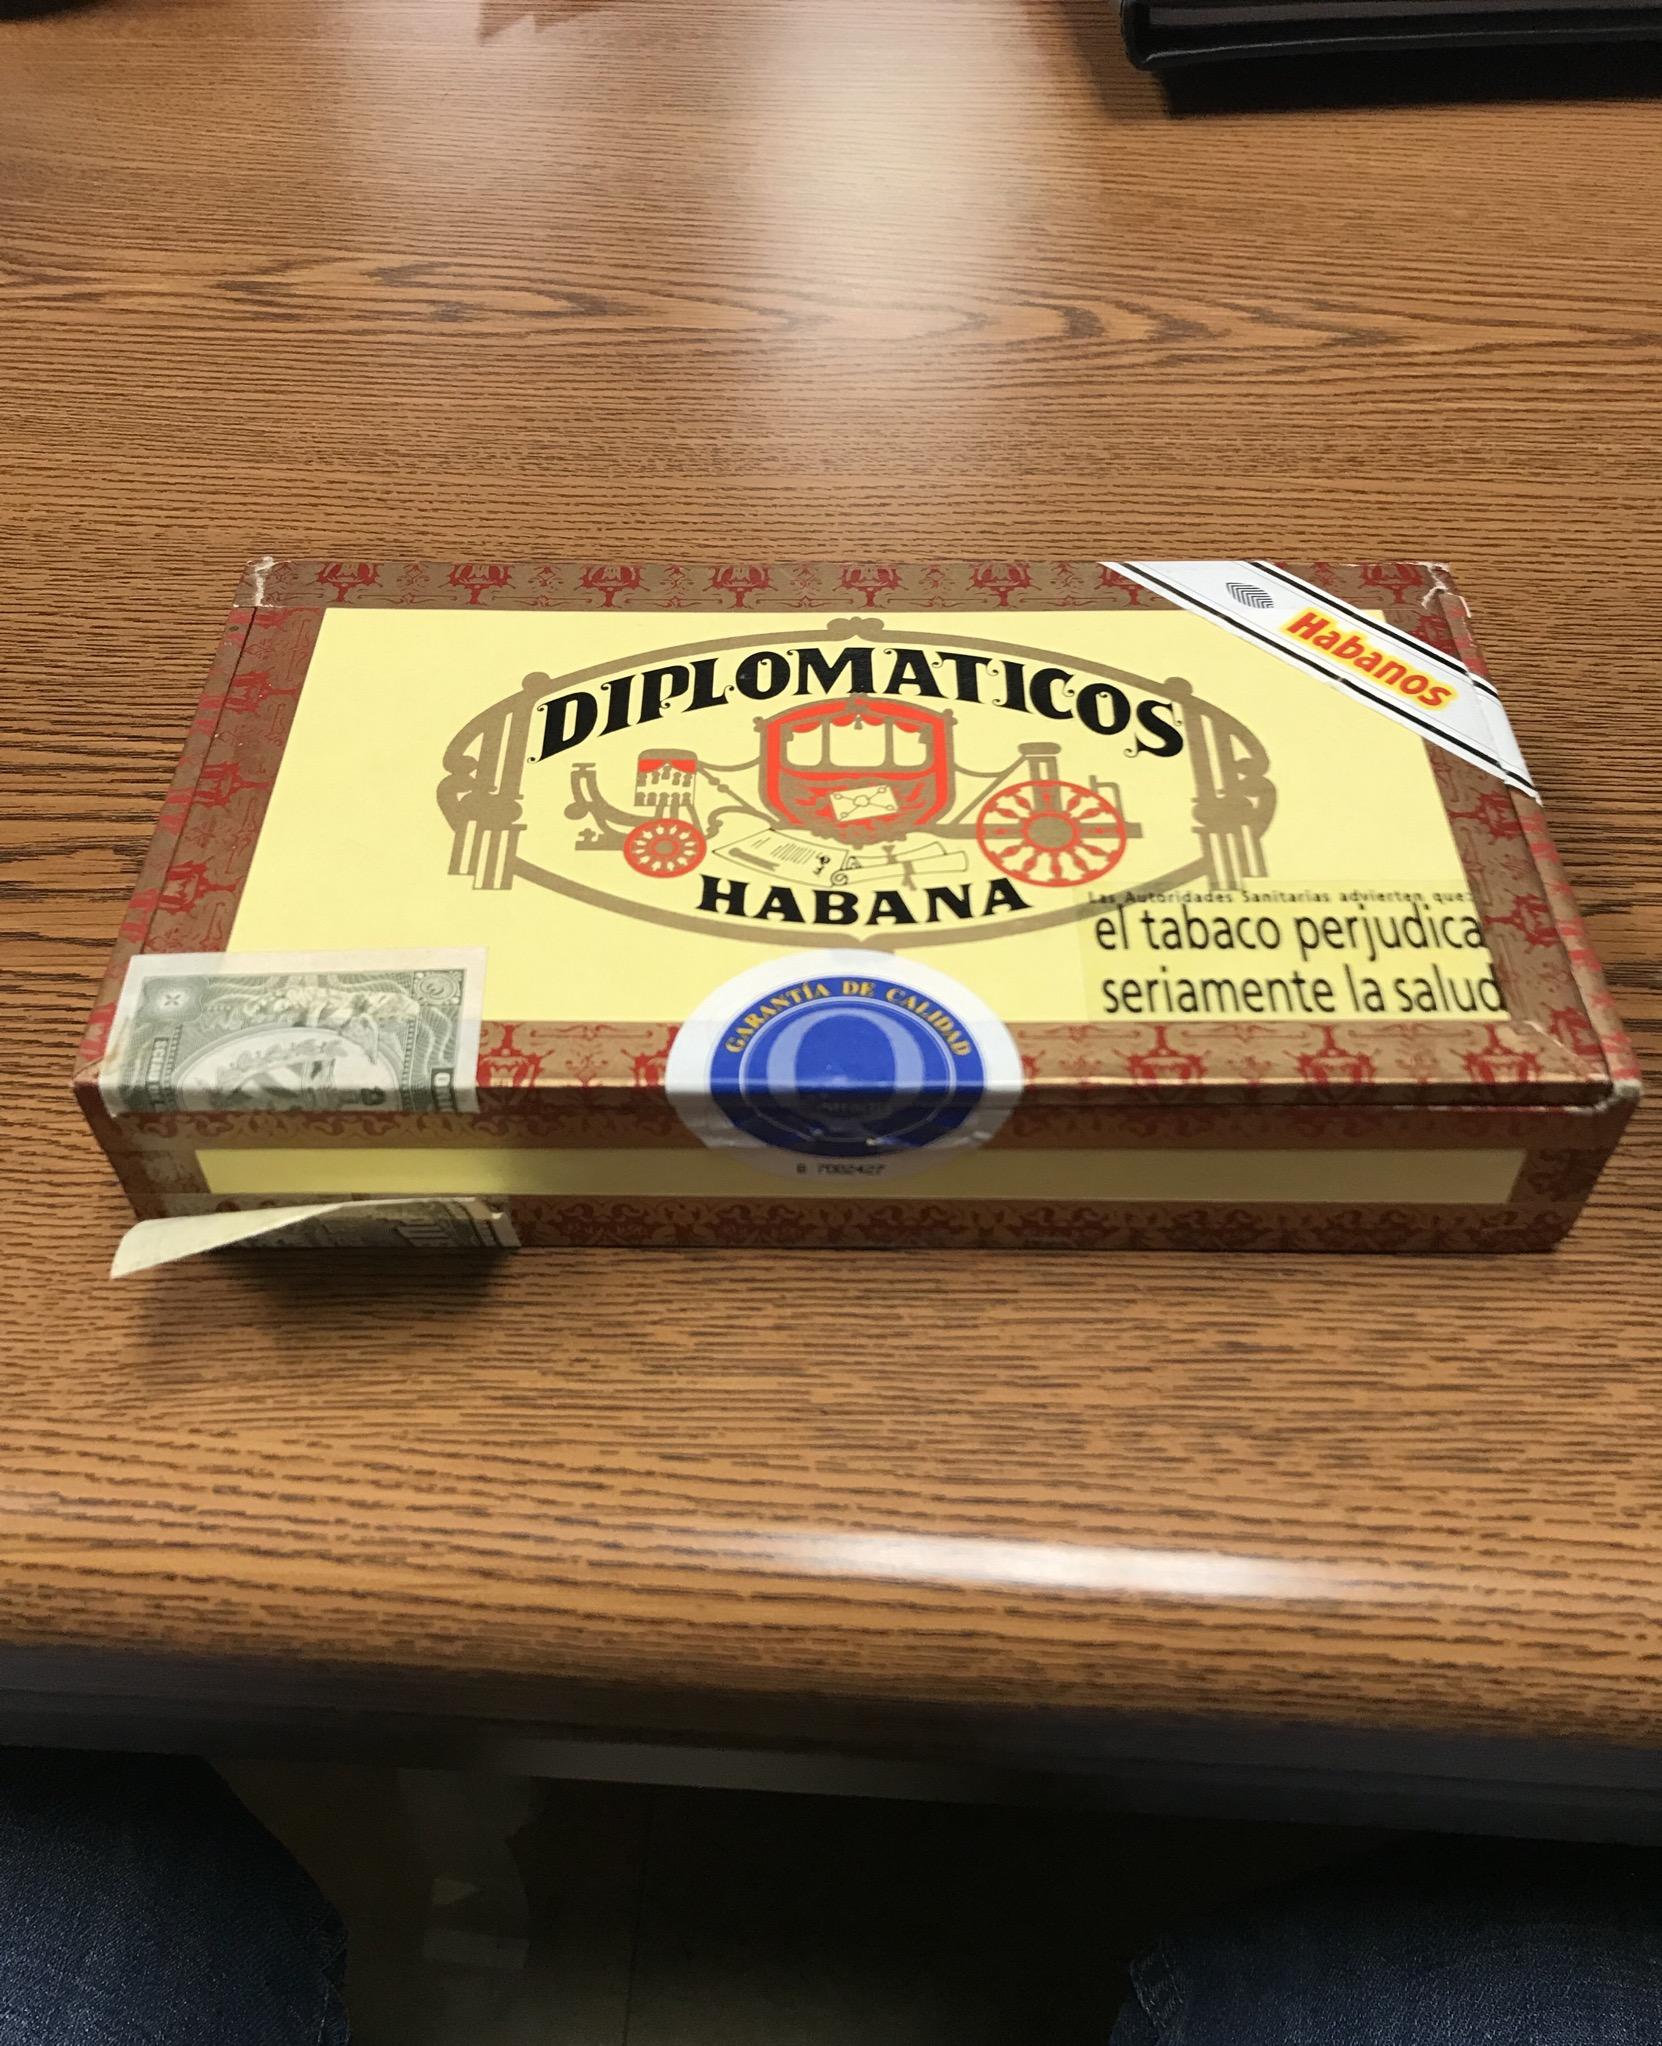 Habanos
DIPLOMATICOS
HABANA
Las Autoridades Sanitarias advierten que:
el tabaco perjudica
seriamente la salud
GARANTÍA DE CALIDAD
Q